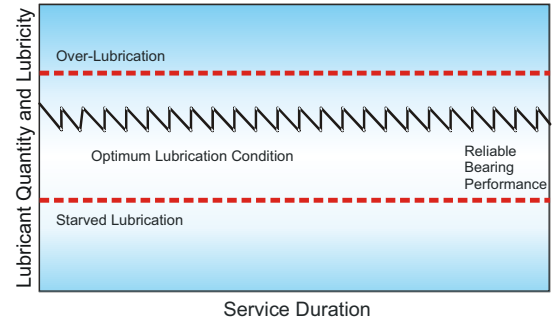 Lubricant Quantity and Lubricity
Over-Lubrication
Optimum Lubrication Condition
Reliable
Bearing
Performance
Starved Lubrication
Service Duration